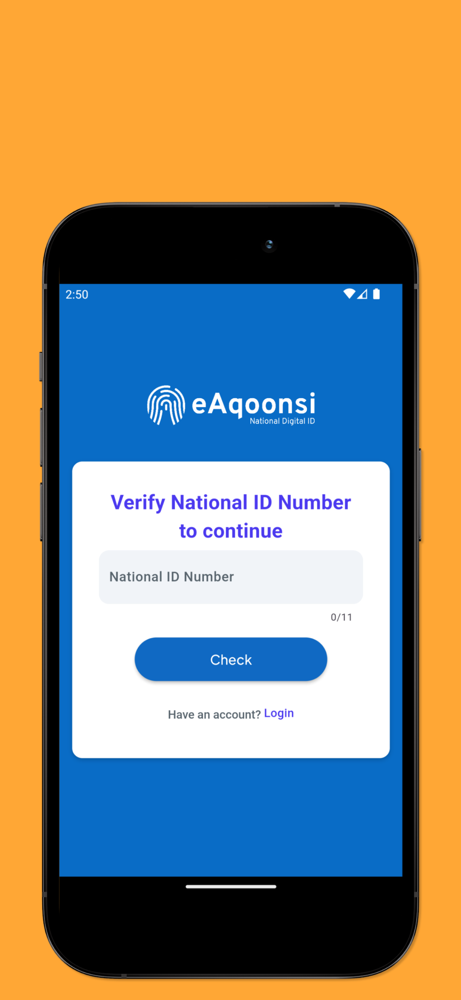 2:50
eAqoonsi
National Digital ID
Verify National ID Number
to continue
National ID Number
0/11
Check
Have an account? Login